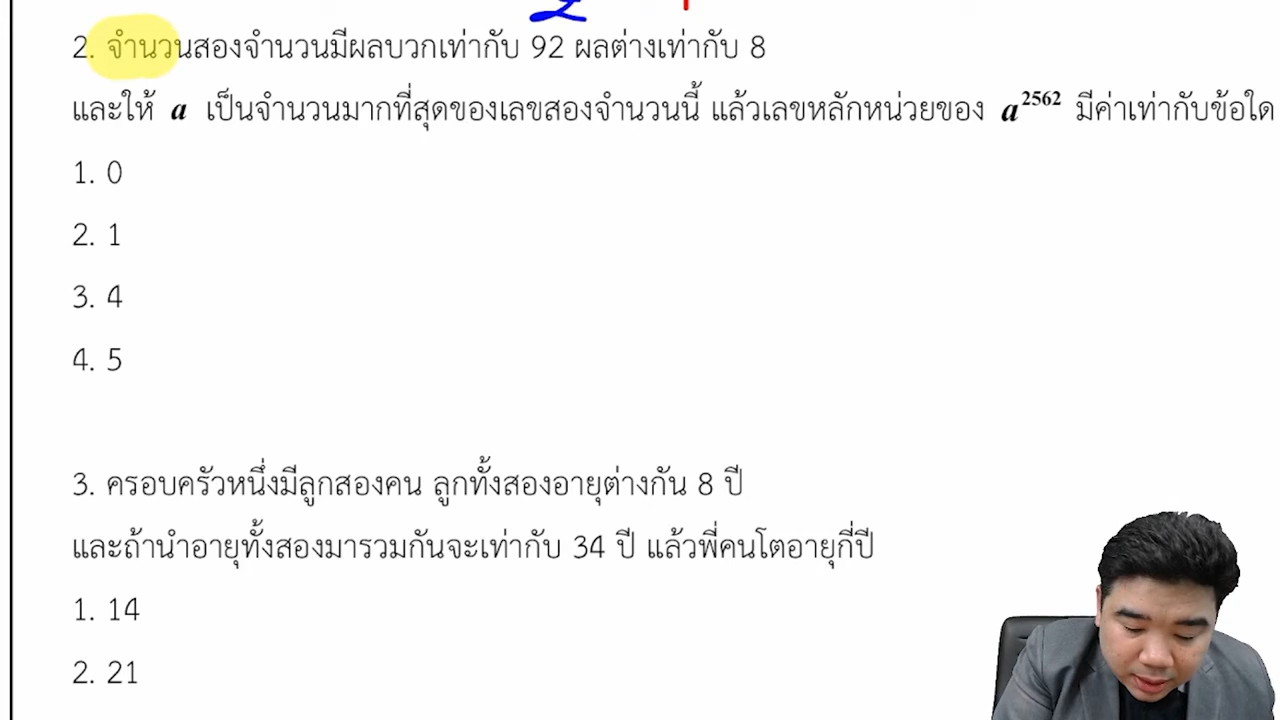 2. จำนวนสองจำนวนมีผลบวกเท่ากับ 92 ผลต่างเท่ากับ 8
และให้ a เป็นจำนวนมากที่สุดของเลขสองจำนวนนี้ แล้วเลขหลักหน่วยของ a²⁵⁶² มีค่าเท่ากับข้อใด
1. 0
2. 1
3. 4
4. 5
3. ครอบครัวหนึ่งมีลูกสองคน ลูกทั้งสองอายุต่างกัน 8 ปี
และถ้านำอายุทั้งสองมารวมกันจะเท่ากับ 34 ปี แล้วพี่คนโตอายุกี่ปี
1. 14
2. 21